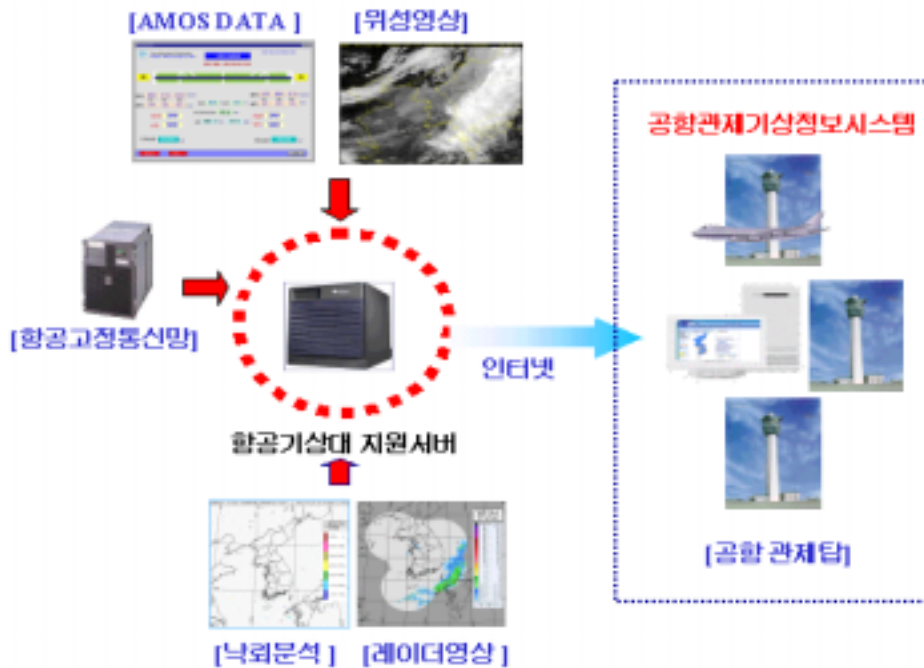 [AMOS DATA ]
[위성영상]
공항관제기상정보시스템
[항공고정통신망]
인터넷
항공기상대 지원서버
[공항 관제탑]
[낙뢰분석 ]
[레이더영상 ]